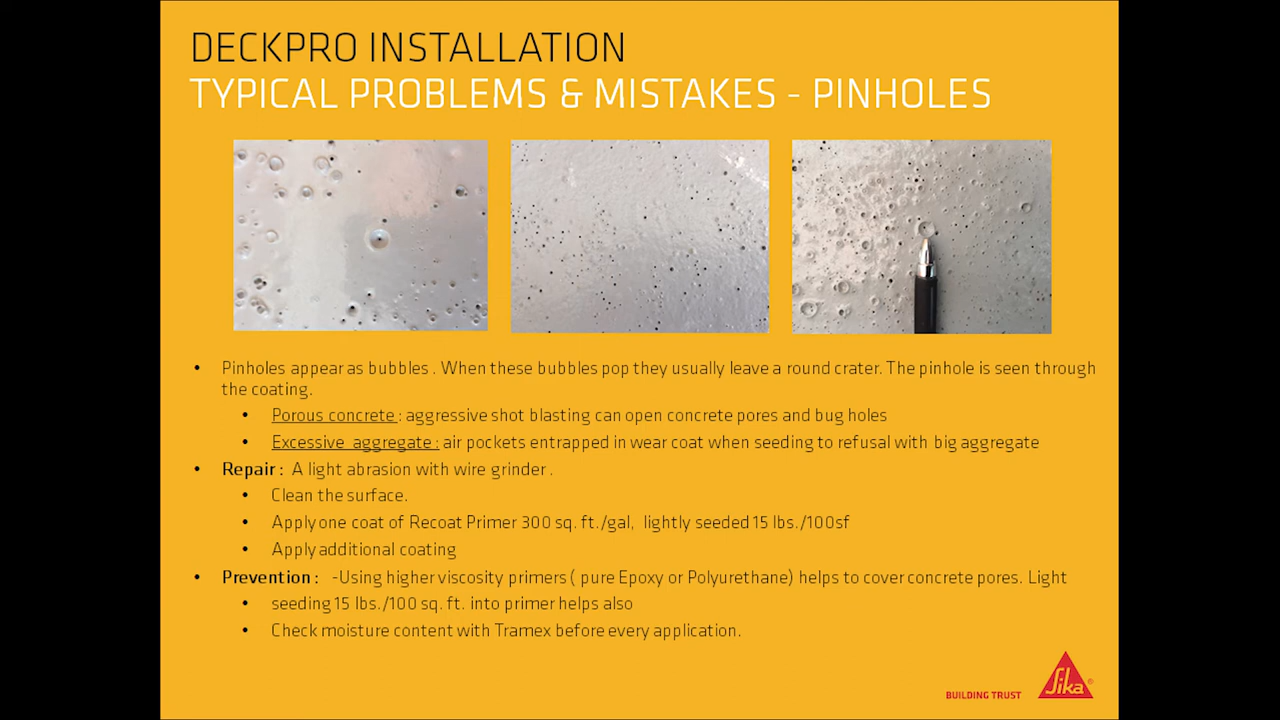 DECKPRO INSTALLATION
TYPICAL PROBLEMS & MISTAKES - PINHOLES
• Pinholes appear as bubbles . When these bubbles pop they usually leave a round crater. The pinhole is seen through
the coating.
• Porous concrete : aggressive shot blasting can open concrete pores and bug holes
• Excessive aggregate : air pockets entrapped in wear coat when seeding to refusal with big aggregate
• Repair : A light abrasion with wire grinder .
• Clean the surface.
• Apply one coat of Recoat Primer 300 sq. ft./gal, lightly seeded 15 lbs./100sf
• Apply additional coating
• Prevention : -Using higher viscosity primers ( pure Epoxy or Polyurethane) helps to cover concrete pores. Light
• seeding 15 lbs./100 sq. ft. into primer helps also
• Check moisture content with Tramex before every application.
BUILDING TRUST
Sika®